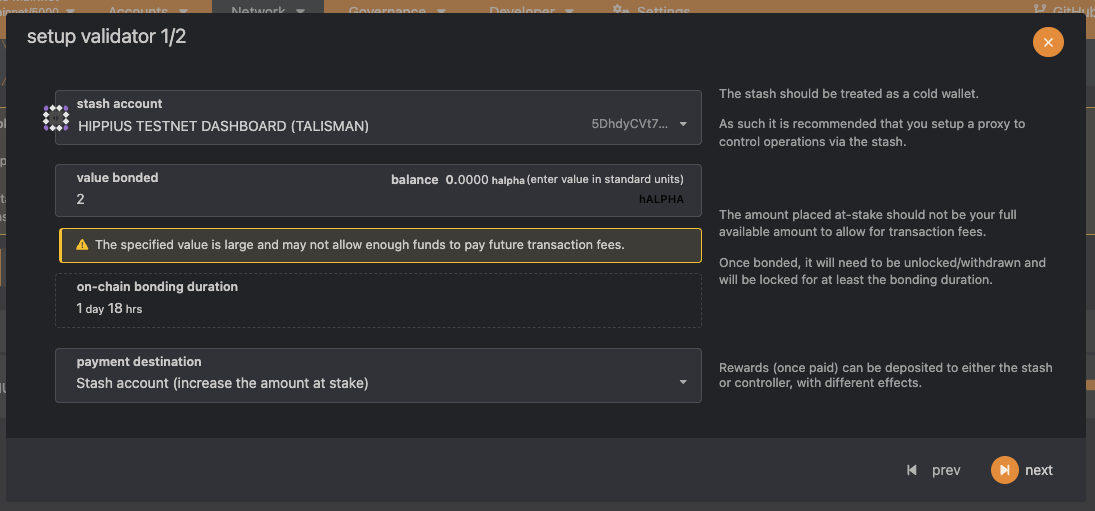 Accounts
Network
Governance
Developer
Settings
GitHub
setup validator 1/2
stash account
HIPPIUS TESTNET DASHBOARD (TALISMAN)
5DhdyCVt7...
The stash should be treated as a cold wallet.
As such it is recommended that you setup a proxy to
control operations via the stash.
value bonded
balance 0.0000 halpha (enter value in standard units)
2
hALPHA
The amount placed at-stake should not be your full
available amount to allow for transaction fees.
The specified value is large and may not allow enough funds to pay future transaction fees.
Once bonded, it will need to be unlocked/withdrawn and
will be locked for at least the bonding duration.
on-chain bonding duration
1 day 18 hrs
payment destination
Stash account (increase the amount at stake)
Rewards (once paid) can be deposited to either the stash
or controller, with different effects.
prev
next